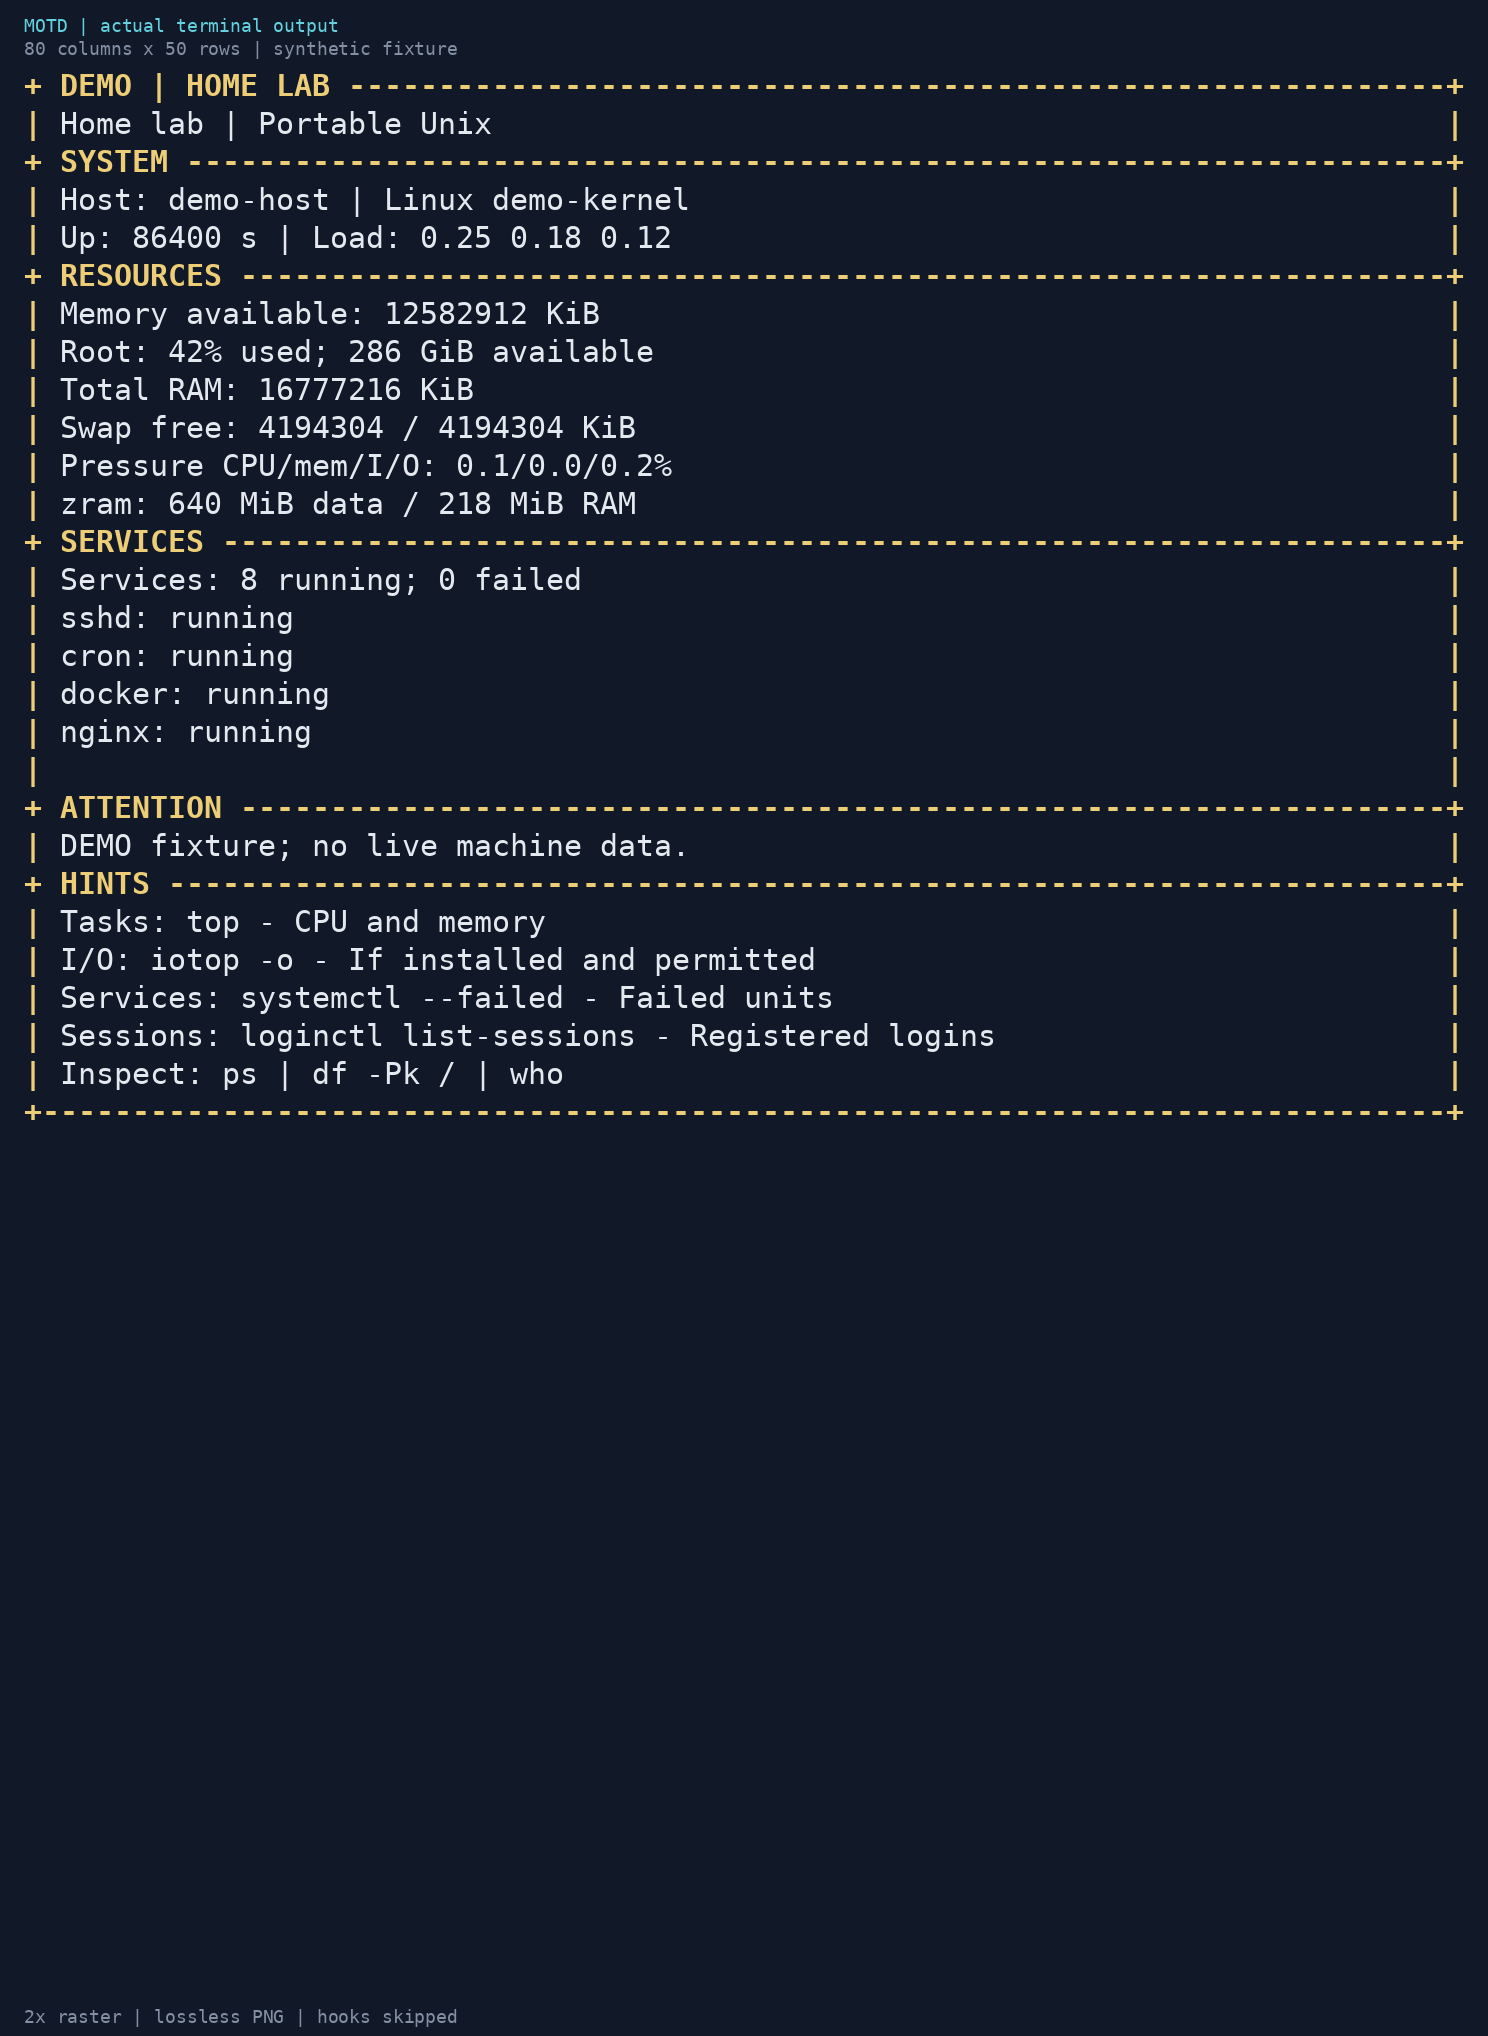 MOTD | actual terminal output
80 columns x 50 rows | synthetic fixture
+ DEMO | HOME LAB -------------------------------------------------------------+
| Home lab | Portable Unix                                                     |
+ SYSTEM ----------------------------------------------------------------------+
| Host: demo-host | Linux demo-kernel                                          |
| Up: 86400 s | Load: 0.25 0.18 0.12                                           |
+ RESOURCES -------------------------------------------------------------------+
| Memory available: 12582912 KiB                                               |
| Root: 42% used; 286 GiB available                                            |
| Total RAM: 16777216 KiB                                                      |
| Swap free: 4194304 / 4194304 KiB                                             |
| Pressure CPU/mem/I/O: 0.1/0.0/0.2%                                           |
| zram: 640 MiB data / 218 MiB RAM                                             |
+ SERVICES --------------------------------------------------------------------+
| Services: 8 running; 0 failed                                                |
| sshd: running                                                                |
| cron: running                                                                |
| docker: running                                                              |
| nginx: running                                                               |
|                                                                              |
+ ATTENTION -------------------------------------------------------------------+
| DEMO fixture; no live machine data.                                          |
+ HINTS -----------------------------------------------------------------------+
| Tasks: top - CPU and memory                                                  |
| I/O: iotop -o - If installed and permitted                                   |
| Services: systemctl --failed - Failed units                                  |
| Sessions: loginctl list-sessions - Registered logins                         |
| Inspect: ps | df -Pk / | who                                                 |
+------------------------------------------------------------------------------+
2x raster | lossless PNG | hooks skipped